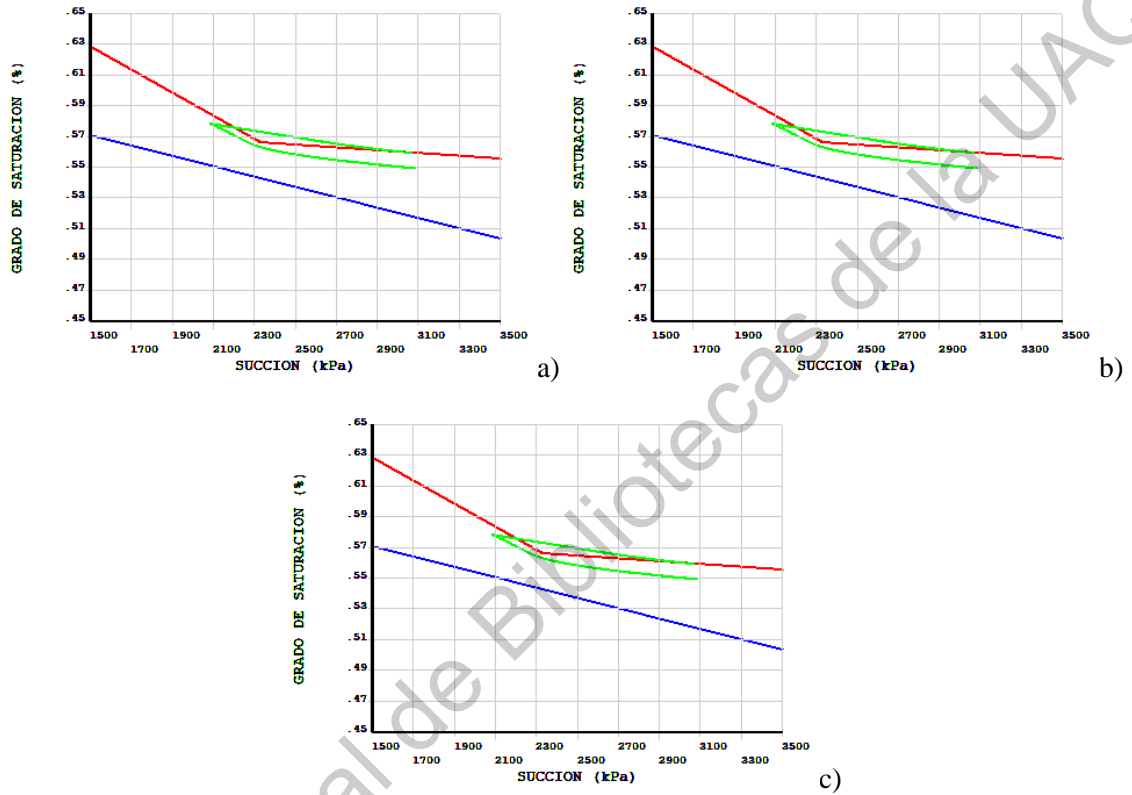 .65
.63
.61
.59
.57
.55
.53
.51
.49
.47
.45
GRADO DE SATURACION (%)
1500 1900 2300 2700 3100 3500
1700 2100 2500 2900 3300
SUCCION (kPa)
a)
.65
.63
.61
.59
.57
.55
.53
.51
.49
.47
.45
GRADO DE SATURACION (%)
1500 1900 2300 2700 3100 3500
1700 2100 2500 2900 3300
SUCCION (kPa)
b)
.65
.63
.61
.59
.57
.55
.53
.51
.49
.47
.45
GRADO DE SATURACION (%)
1500 1900 2300 2700 3100 3500
1700 2100 2500 2900 3300
SUCCION (kPa)
c)
al de Bibliotecas de la UAQ